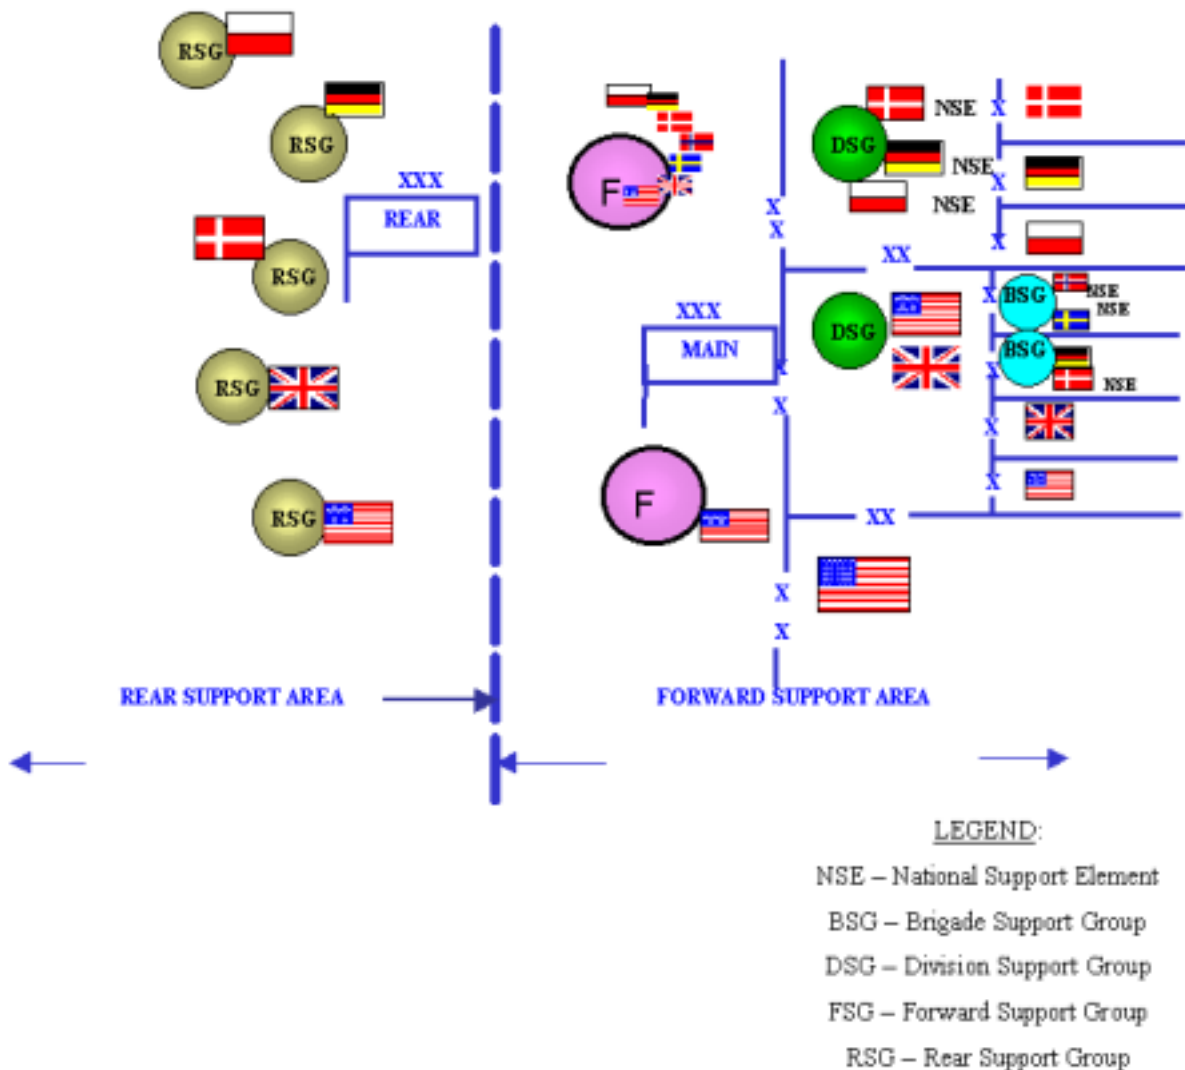 RSG
RSG
XXX
REAR
RSG
RSG
RSG
F
XXX
MAIN
F
DSG
NSE
NSE
NSE
X
X
X
X
X
XX
DSG
X
BSG
NSE
NSE
BSG
NSE
X
X
X
X
X
XX
X
X
REAR SUPPORT AREA
FORWARD SUPPORT AREA
LEGEND:
NSE – National Support Element
BSG – Brigade Support Group
DSG – Division Support Group
FSG – Forward Support Group
RSG – Rear Support Group